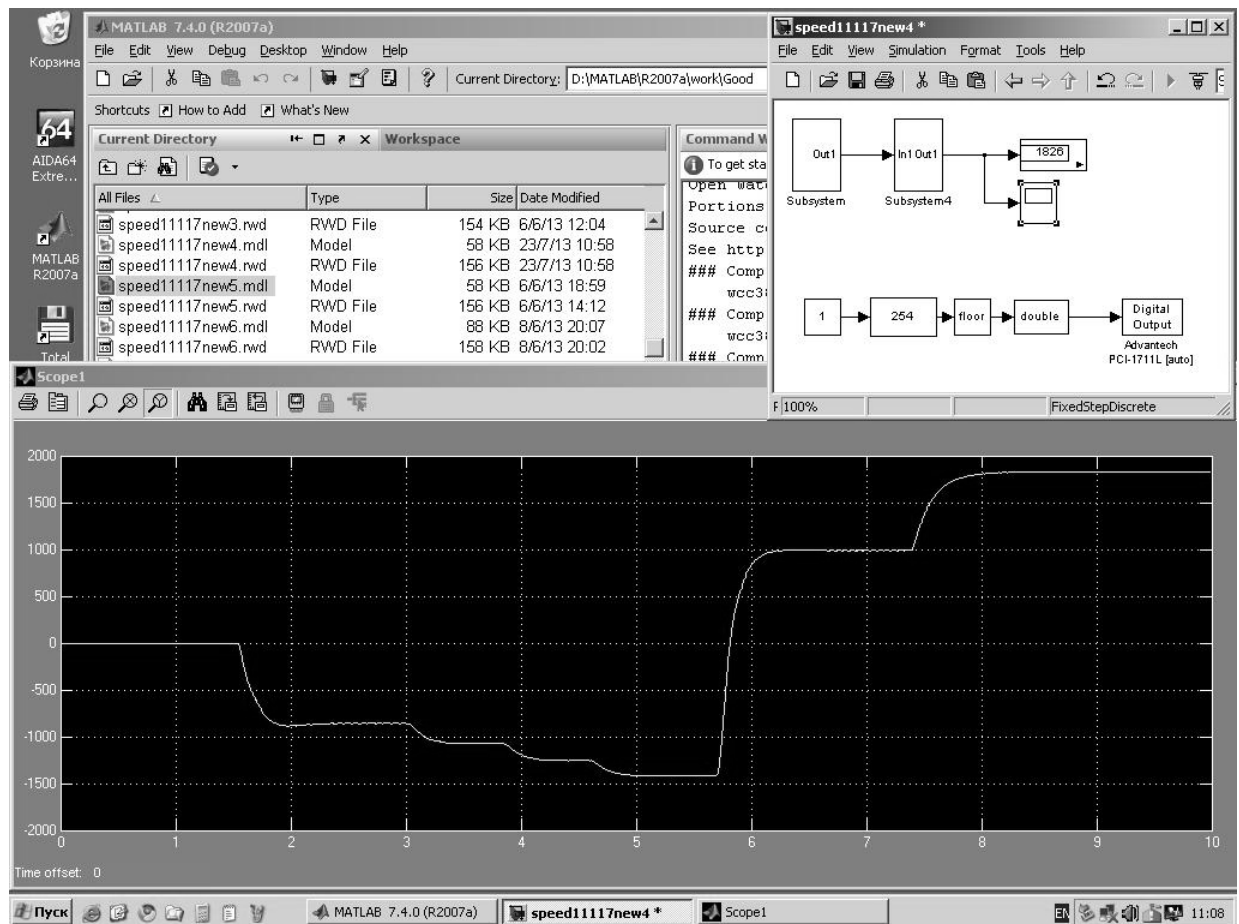 Корзина
AIDA64
Extre...
MATLAB
R2007a
Total
MATLAB 7.4.0 (R2007a)
File Edit View Debug Desktop Window Help
Current Directory: D:\MATLAB\R2007a\work\Good
Shortcuts How to Add What's New
Current Directory Workspace
All Files Type Size Date Modified
speed11117new3.rwd RWD File 154 KB 6/6/13 12:04
speed11117new4.mdl Model 58 KB 23/7/13 10:58
speed11117new4.rwd RWD File 156 KB 23/7/13 10:58
speed11117new5.mdl Model 58 KB 6/6/13 18:59
speed11117new5.rwd RWD File 156 KB 6/6/13 14:12
speed11117new6.mdl Model 88 KB 8/6/13 20:07
speed11117new6.rwd RWD File 158 KB 8/6/13 20:02
Command W
To get sta
Open Wat
Portions
Source co
See http
### Comp
wcc38
### Comp
wcc38
### Comp
speed11117new4 *
File Edit View Simulation Format Tools Help
Out1 In1 Out1 1826
Subsystem Subsystem4
1 254 floor double Digital
Output
Advantech
PCI-1711L [auto]
100% FixedStepDiscrete
Scope1
2000
1500
1000
500
0
-500
-1000
-1500
-2000
0 1 2 3 4 5 6 7 8 9 10
Time offset: 0
Пуск MATLAB 7.4.0 (R2007a) speed11117new4 * Scope1 EN 11:08